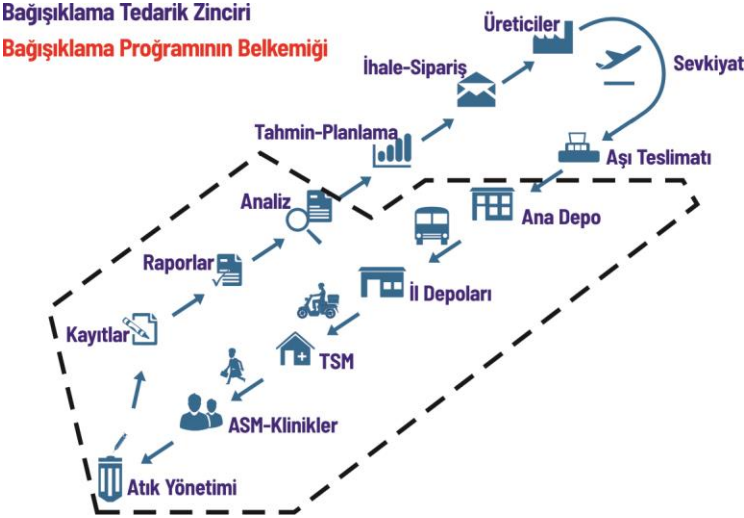 Bağışıklama Tedarik Zinciri
Bağışıklama Proğramının Belkemiği
Üreticiler
Sevkiyat
İhale-Sipariş
Tahmin-Planlama
Aşı Teslimatı
Analiz
Ana Depo
Raporlar
İl Depoları
Kayıtlar
TSM
ASM-Klinikler
Atık Yönetimi